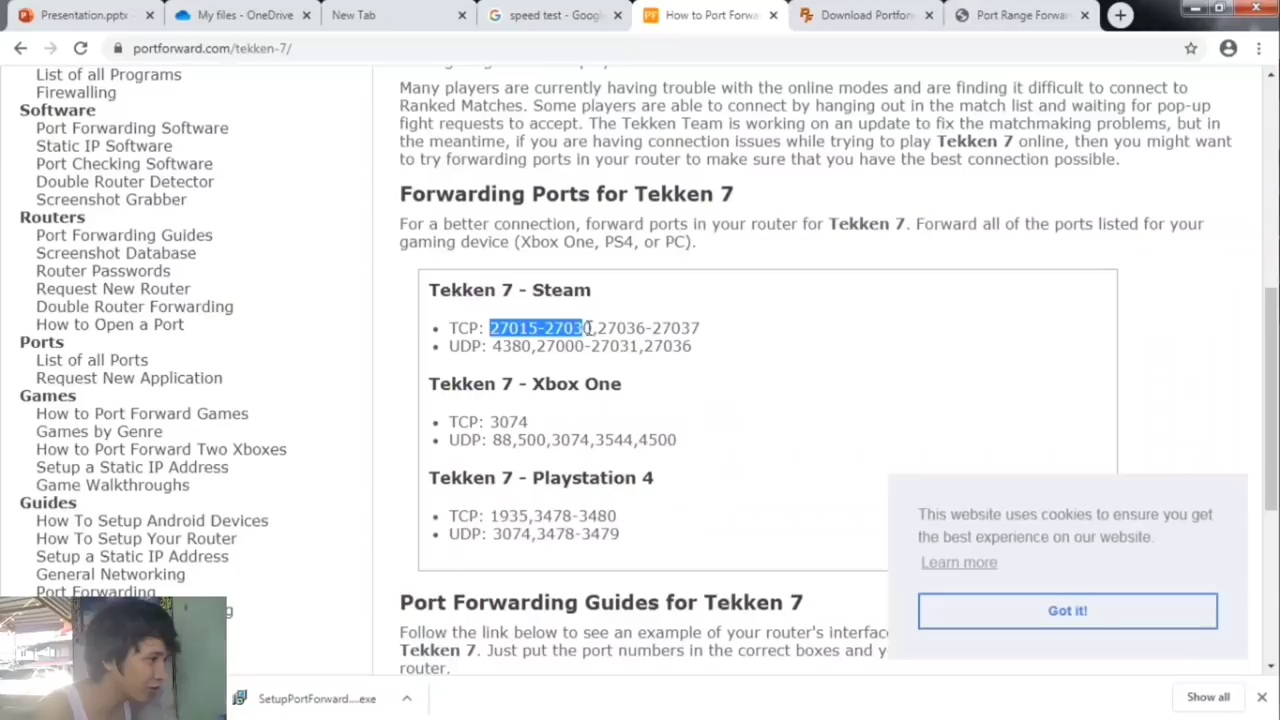 Presentation.pptx
My files - OneDrive
New Tab
speed test - Goog
How to Port Forwa
Download Portfor
Port Range Forwar
portforward.com/tekken-7/
List of all Programs
Firewalling
Software
Port Forwarding Software
Static IP Software
Port Checking Software
Double Router Detector
Screenshot Grabber
Routers
Port Forwarding Guides
Screenshot Database
Router Passwords
Request New Router
Double Router Forwarding
How to Open a Port
Ports
List of all Ports
Request New Application
Games
How to Port Forward Games
Games by Genre
How to Port Forward Two Xboxes
Setup a Static IP Address
Game Walkthroughs
Guides
How To Setup Android Devices
How To Setup Your Router
Setup a Static IP Address
General Networking
Port Forwarding
Many players are currently having trouble with the online modes and are finding it difficult to connect to
Ranked Matches. Some players are able to connect by hanging out in the match list and waiting for pop-up
fight requests to accept. The Tekken Team is working on an update to fix the matchmaking problems, but in
the meantime, if you are having connection issues while trying to play Tekken 7 online, then you might want
to try forwarding ports in your router to make sure that you have the best connection possible.
Forwarding Ports for Tekken 7
For a better connection, forward ports in your router for Tekken 7. Forward all of the ports listed for your
gaming device (Xbox One, PS4, or PC).
Tekken 7 - Steam
• TCP: 27015-27030,27036-27037
• UDP: 4380,27000-27031,27036
Tekken 7 - Xbox One
• TCP: 3074
• UDP: 88,500,3074,3544,4500
Tekken 7 - Playstation 4
• TCP: 1935,3478-3480
• UDP: 3074,3478-3479
Port Forwarding Guides for Tekken 7
Follow the link below to see an example of your router's interface
Tekken 7. Just put the port numbers in the correct boxes and y
router.
This website uses cookies to ensure you get
the best experience on our website.
Learn more
Got it!
SetupPortForward....exe
Show all